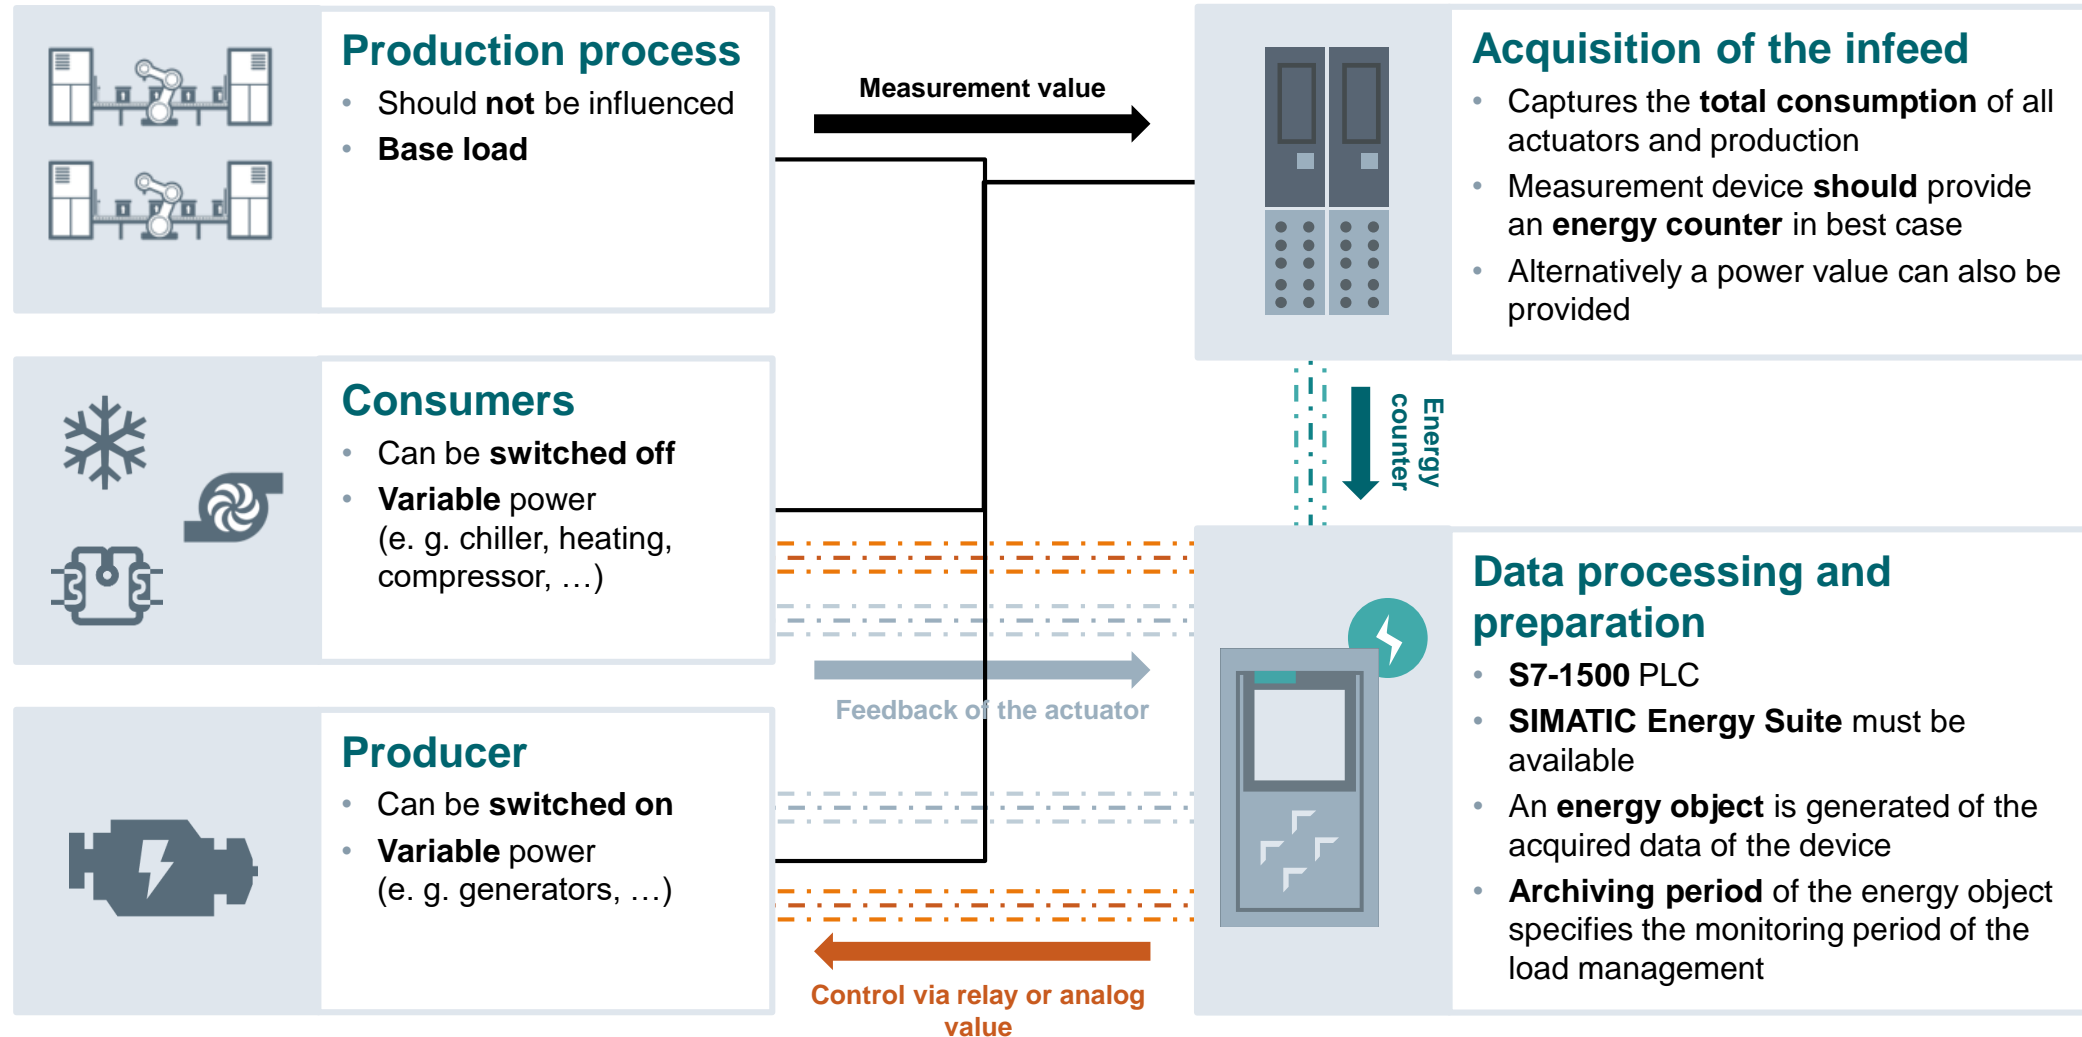 Production process
• Should not be influenced
• Base load
Measurement value
Acquisition of the infeed
• Captures the total consumption of all
actuators and production
• Measurement device should provide
an energy counter in best case
• Alternatively a power value can also be
provided
Consumers
• Can be switched off
• Variable power
(e. g. chiller, heating,
compressor, …)
Energy
counter
Feedback of the actuator
Data processing and
preparation
• S7-1500 PLC
• SIMATIC Energy Suite must be
available
• An energy object is generated of the
acquired data of the device
• Archiving period of the energy object
specifies the monitoring period of the
load management
Producer
• Can be switched on
• Variable power
(e. g. generators, …)
Control via relay or analog
value